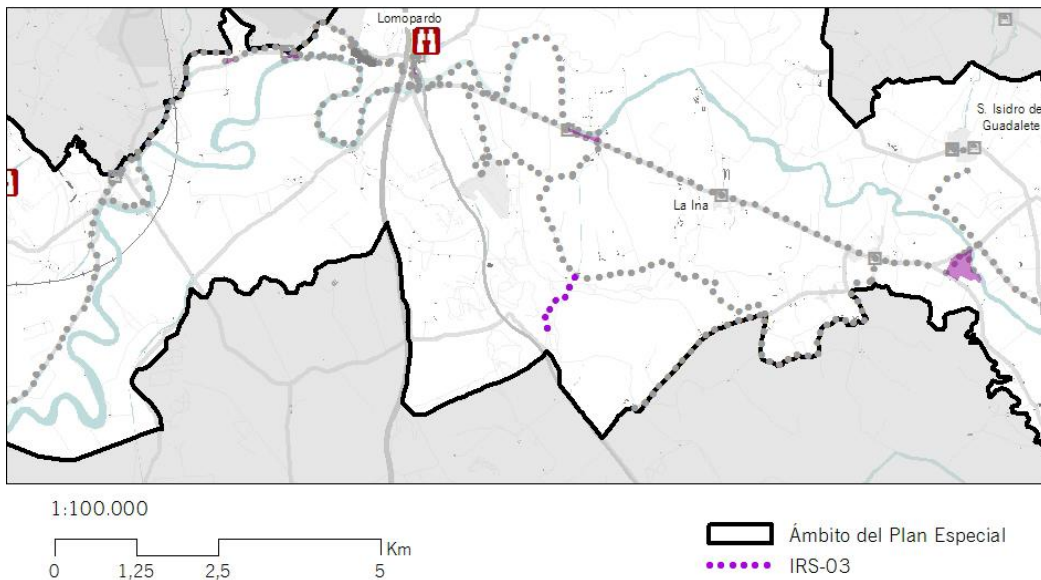 Lomopardo
S. Isidro de
Guadalete
La Ina
1:100.000
Km
0 1,25 2,5 5
Ámbito del Plan Especial
IRS-03